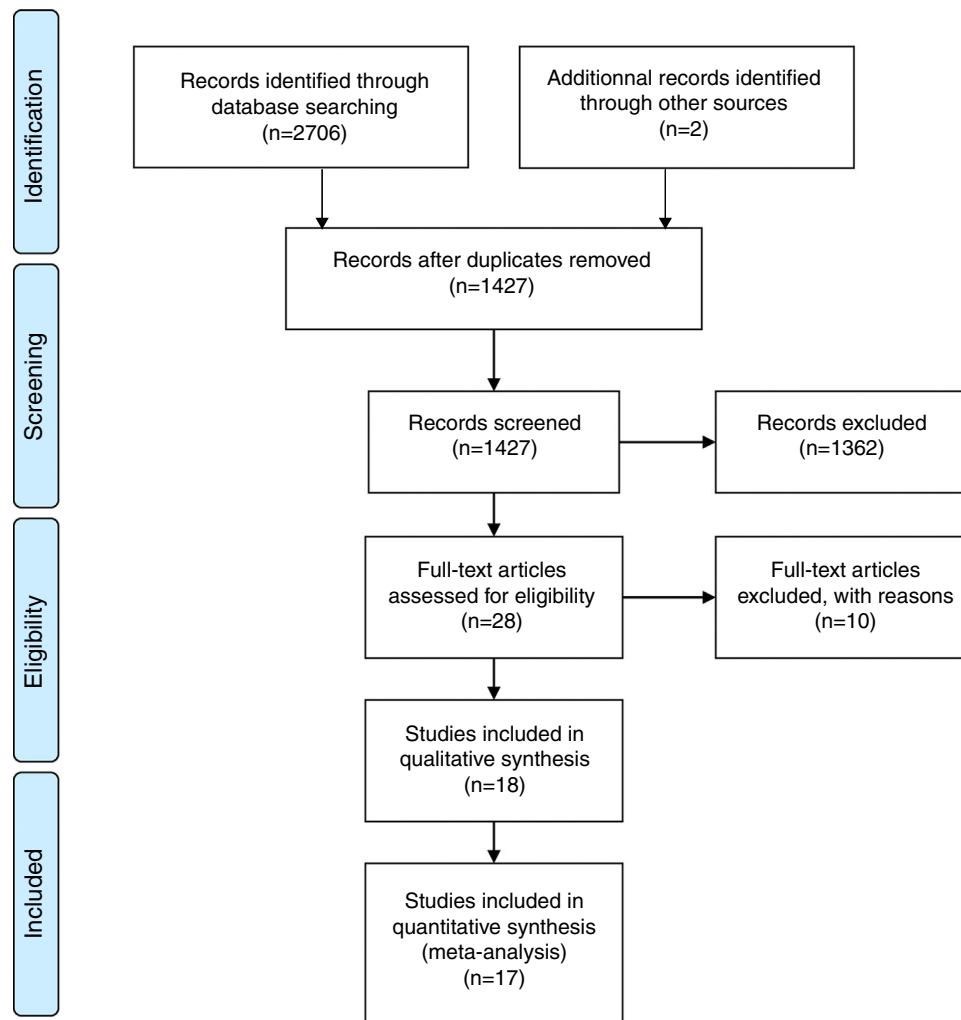 Identification
Records identified through
database searching
(n=2706)
Additionnal records identified
through other sources
(n=2)
Records after duplicates removed
(n=1427)
Screening
Records screened
(n=1427)
Records excluded
(n=1362)
Eligibility
Full-text articles
assessed for eligibility
(n=28)
Full-text articles
excluded, with reasons
(n=10)
Studies included in
qualitative synthesis
(n=18)
Included
Studies included in
quantitative synthesis
(meta-analysis)
(n=17)